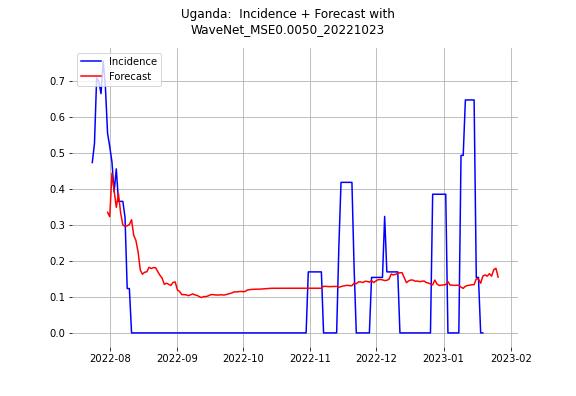 Uganda:  Incidence + Forecast with
WaveNet_MSE0.0050_20221023
Incidence
Forecast
0.7
0.6
0.5
0.4
0.3
0.2
0.1
0.0
2022-08 2022-09 2022-10 2022-11 2022-12 2023-01 2023-02